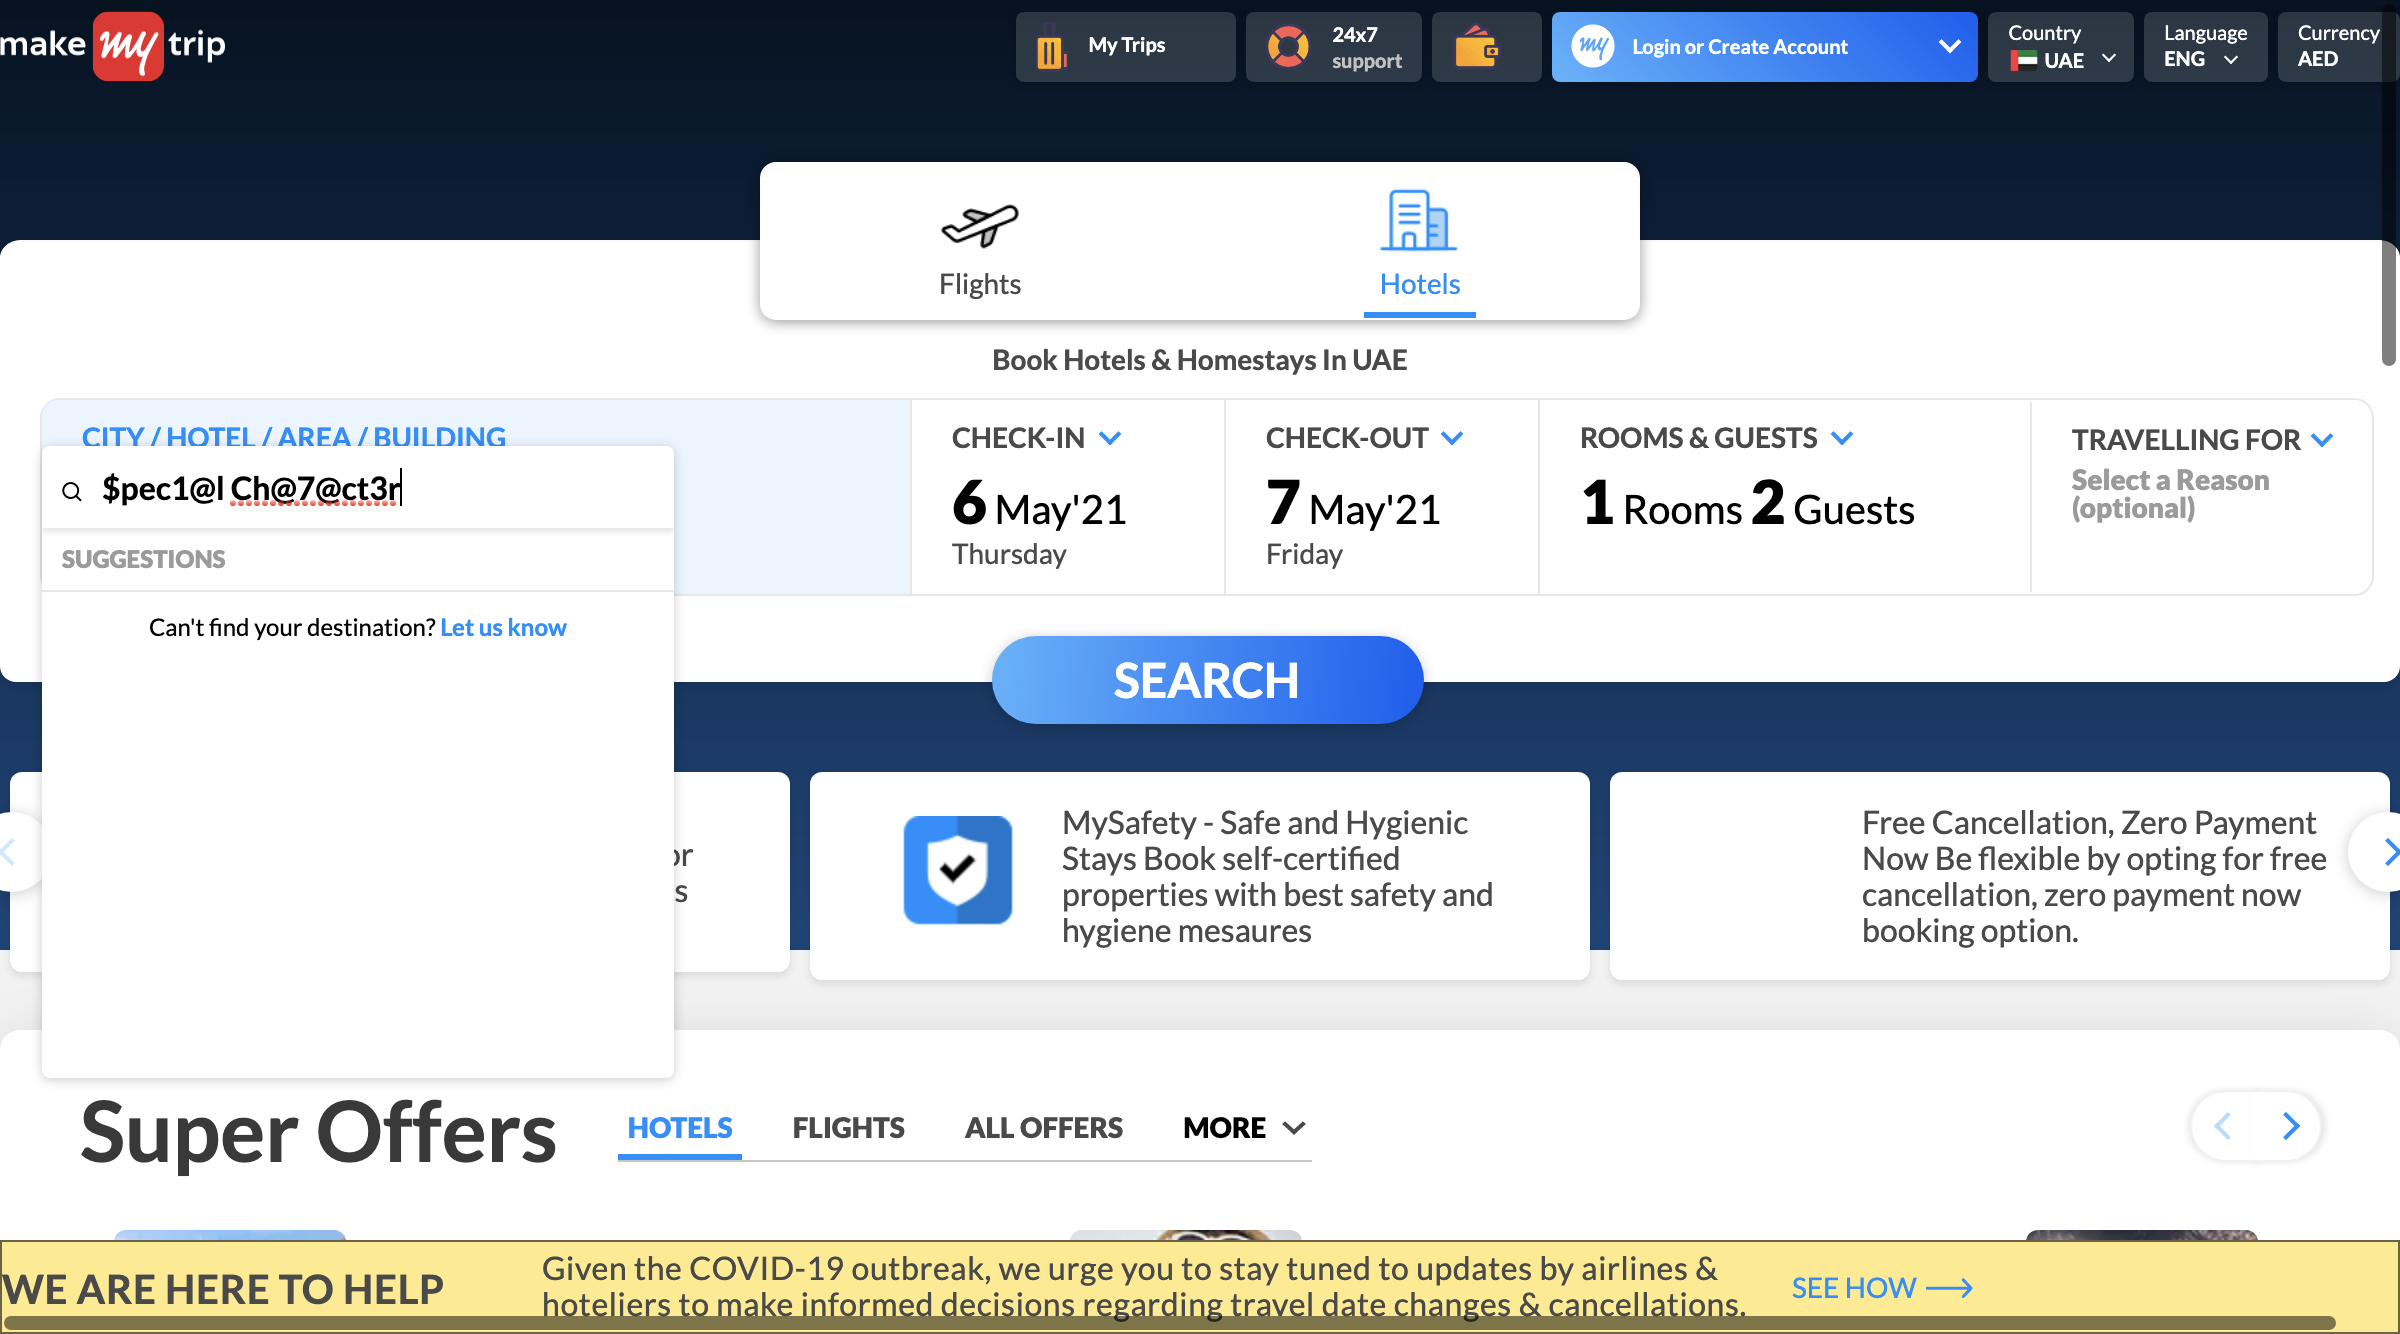 make my trip
My Trips
24x7
support
my
Login or Create Account
Country
UAE
Language
ENG
Currency
AED
Flights
Hotels
Book Hotels & Homestays In UAE
CITY / HOTEL / AREA / BUILDING
$pec1@l Ch@7@ct3r
SUGGESTIONS
Can't find your destination? Let us know
CHECK-IN
6 May'21
Thursday
CHECK-OUT
7 May'21
Friday
ROOMS & GUESTS
1 Rooms 2 Guests
TRAVELLING FOR
Select a Reason
(optional)
SEARCH
MySafety - Safe and Hygienic
Stays Book self-certified
properties with best safety and
hygiene mesaures
Free Cancellation, Zero Payment
Now Be flexible by opting for free
cancellation, zero payment now
booking option.
Super Offers
HOTELS
FLIGHTS
ALL OFFERS
MORE
WE ARE HERE TO HELP
Given the COVID-19 outbreak, we urge you to stay tuned to updates by airlines &
hoteliers to make informed decisions regarding travel date changes & cancellations.
SEE HOW